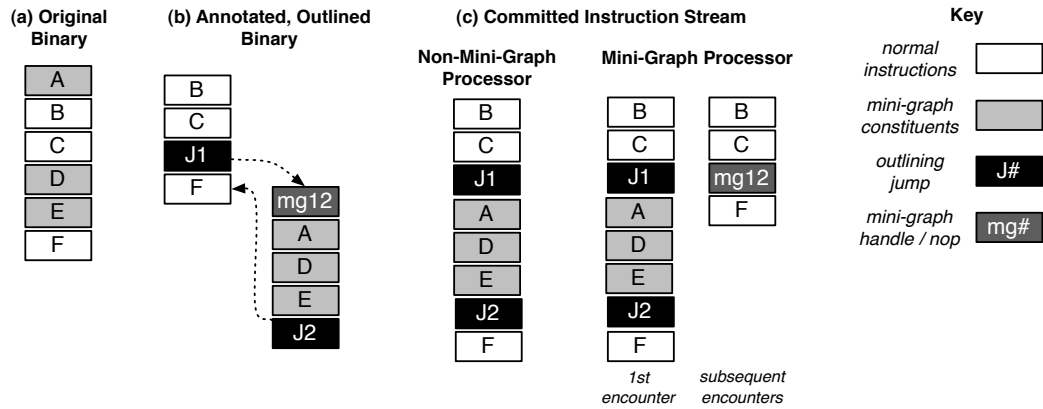 (a) Original
Binary
A
B
C
D
E
F
(b) Annotated, Outlined
Binary
B
C
J1
F
mg12
A
D
E
J2
(c) Committed Instruction Stream
Non-Mini-Graph
Processor
B
C
J1
A
D
E
J2
F
Mini-Graph Processor
B
C
J1
A
D
E
J2
F
1st
encounter
B
C
mg12
F
subsequent
encounters
Key
normal
instructions
mini-graph
constituents
outlining
jump
J#
mini-graph
handle / nop
mg#